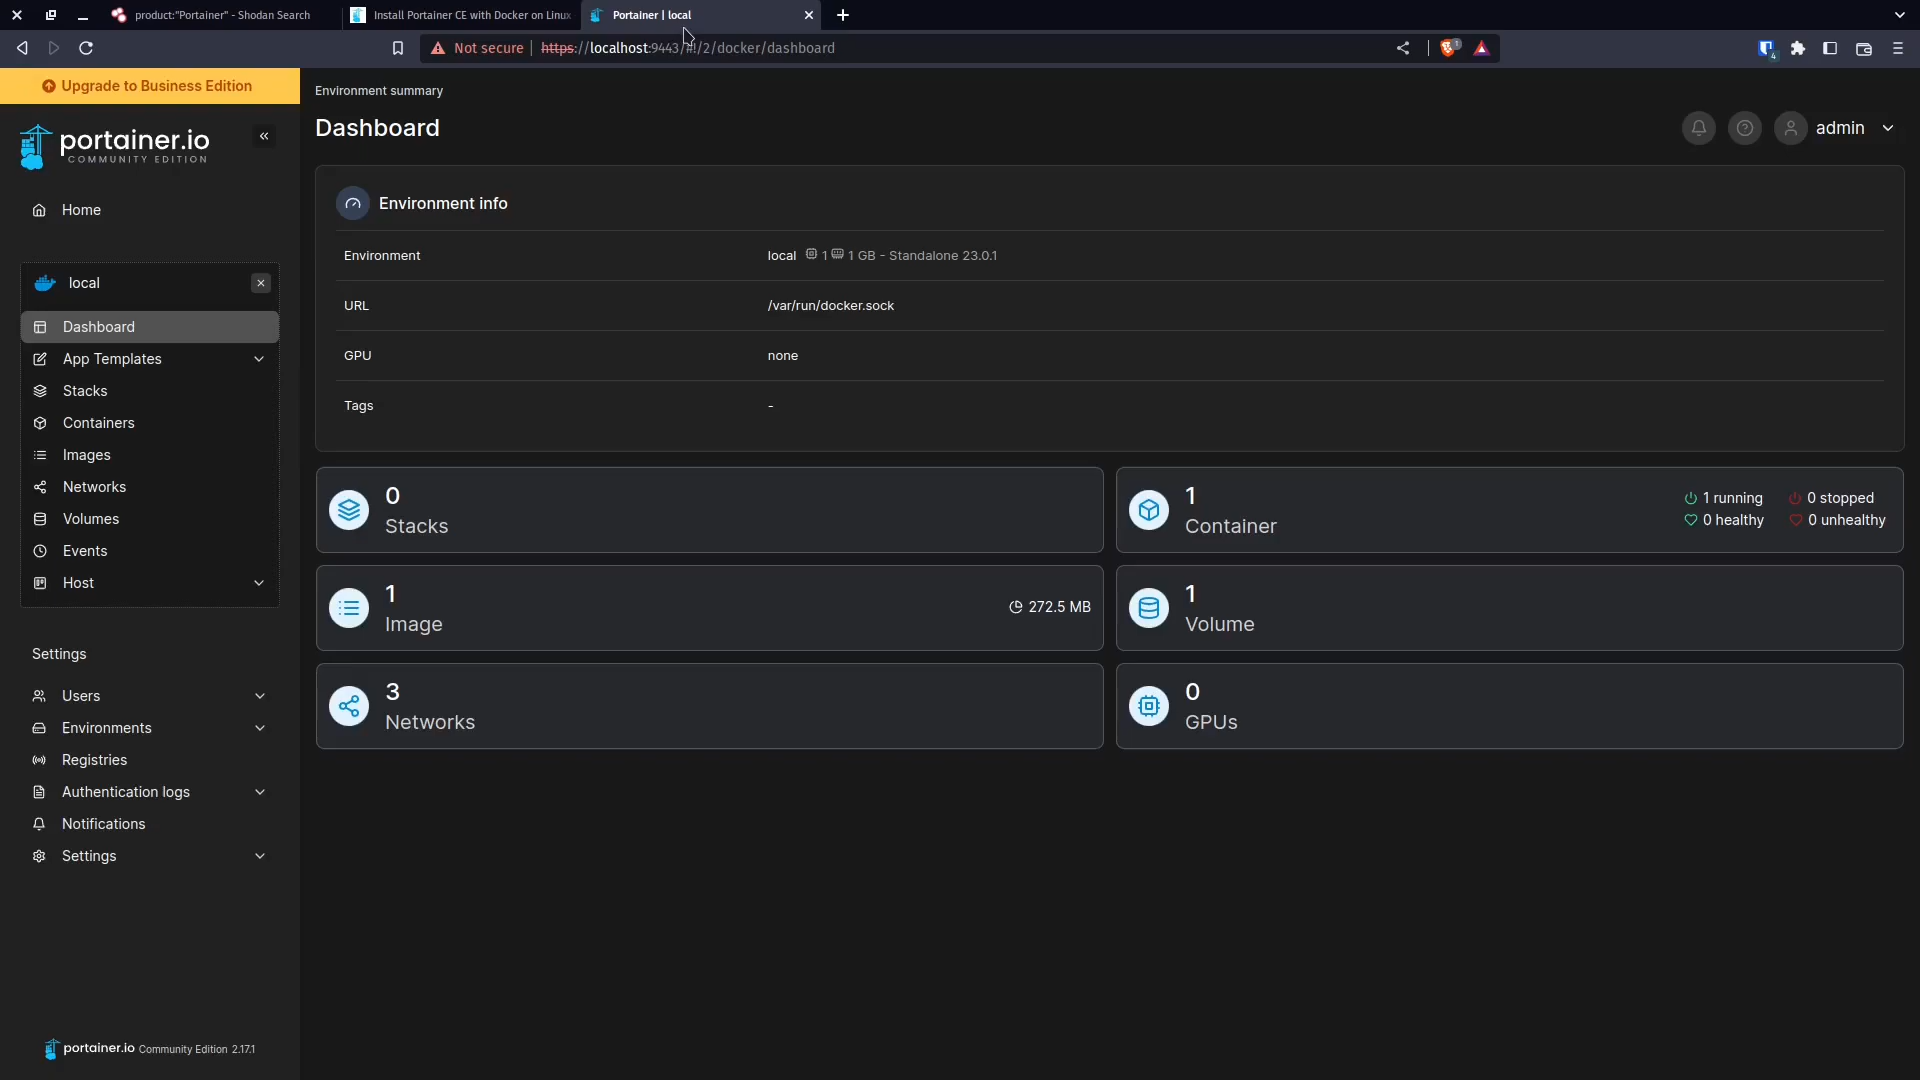 product:"Portainer" - Shodan Search
Install Portainer CE with Docker on Linux
Portainer | local
Not secure
https://localhost:9443/#!/2/docker/dashboard
1
4
Upgrade to Business Edition
portainer.io
COMMUNITY EDITION
Home
local
Dashboard
App Templates
Stacks
Containers
Images
Networks
Volumes
Events
Host
Settings
Users
Environments
Registries
Authentication logs
Notifications
Settings
portainer.io Community Edition 2.17.1
Environment summary
Dashboard
admin
Environment info
Environment local 1 1 GB - Standalone 23.0.1
URL /var/run/docker.sock
GPU none
Tags -
0
Stacks
1
Container
1 running 0 stopped
0 healthy 0 unhealthy
1
Image
272.5 MB
1
Volume
3
Networks
0
GPUs